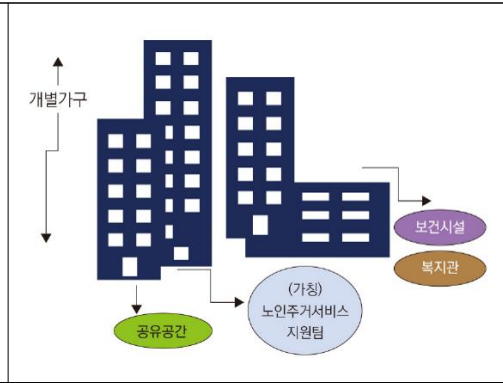 개별가구
보건시설
복지관
(가칭)
노인주거서비스
지원팀
공유공간